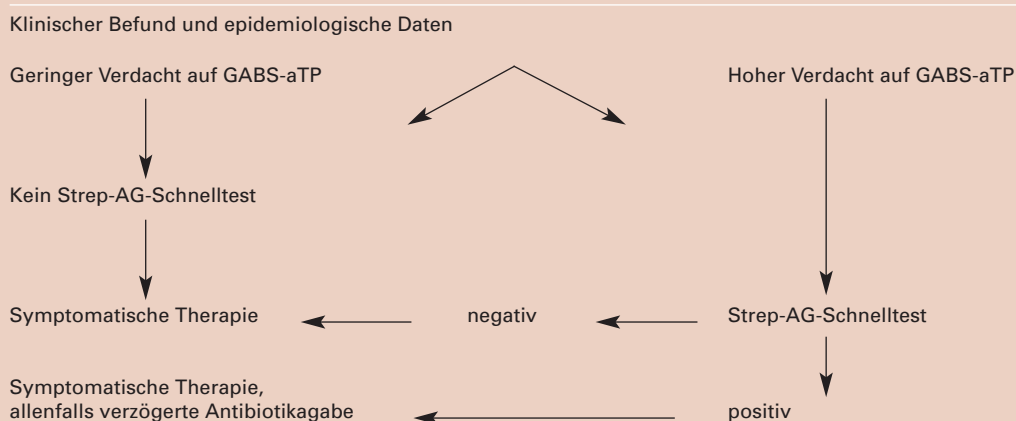 Klinischer Befund und epidemiologische Daten
Geringer Verdacht auf GABS-aTP
Hoher Verdacht auf GABS-aTP
Kein Strep-AG-Schnelltest
Symptomatische Therapie
negativ
Strep-AG-Schnelltest
Symptomatische Therapie,
allenfalls verzögerte Antibiotikagabe
positiv